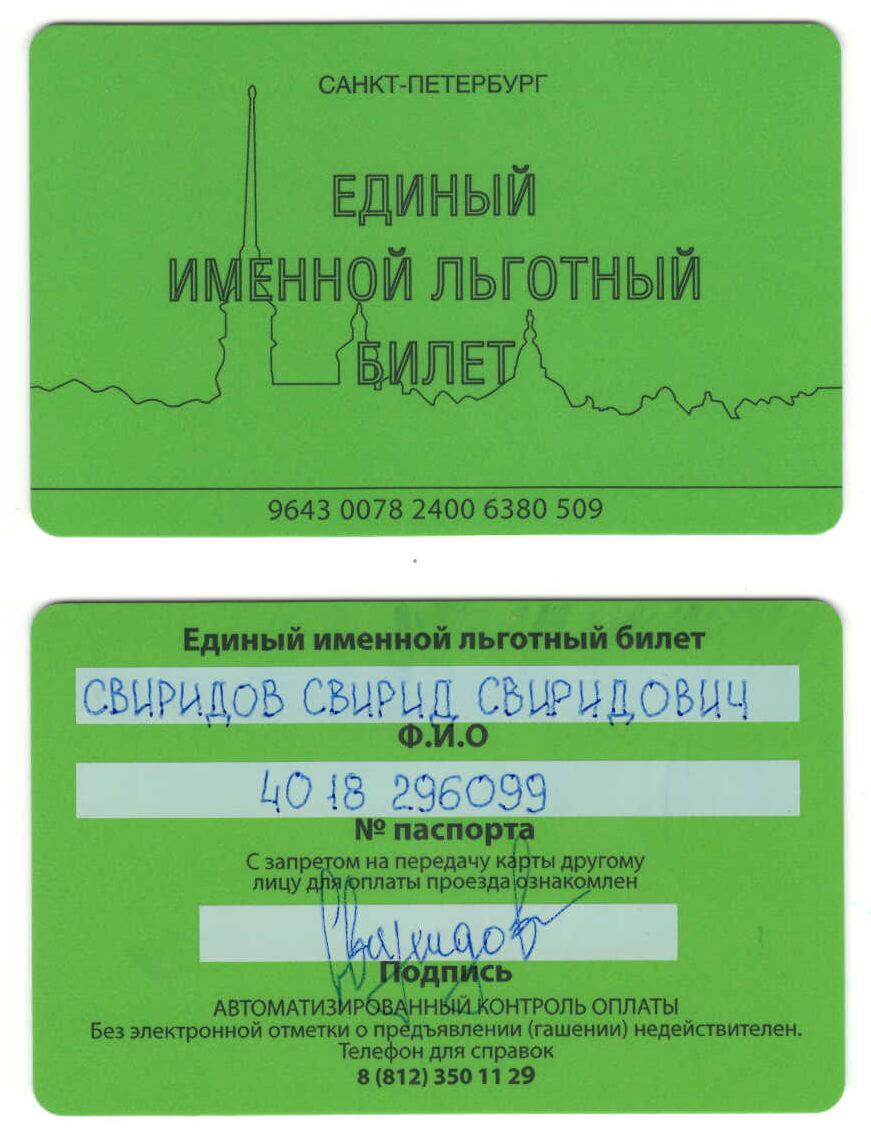 САНКТ-ПЕТЕРБУРГ
ЕДИНЫЙ
ИМЕННОЙ ЛЬГОТНЫЙ
БИЛЕТ
9643 0078 2400 6380 509
Единый именной льготный билет
СВИРИДОВ СВИРИД СВИРИДОВИЧ
Ф.И.О
4018 296099
№ паспорта
С запретом на передачу карты другому
лицу для оплаты проезда ознакомлен
Свиридов
Подпись
АВТОМАТИЗИРОВАННЫЙ КОНТРОЛЬ ОПЛАТЫ
Без электронной отметки о предъявлении (гашении) недействителен.
Телефон для справок
8 (812) 350 11 29